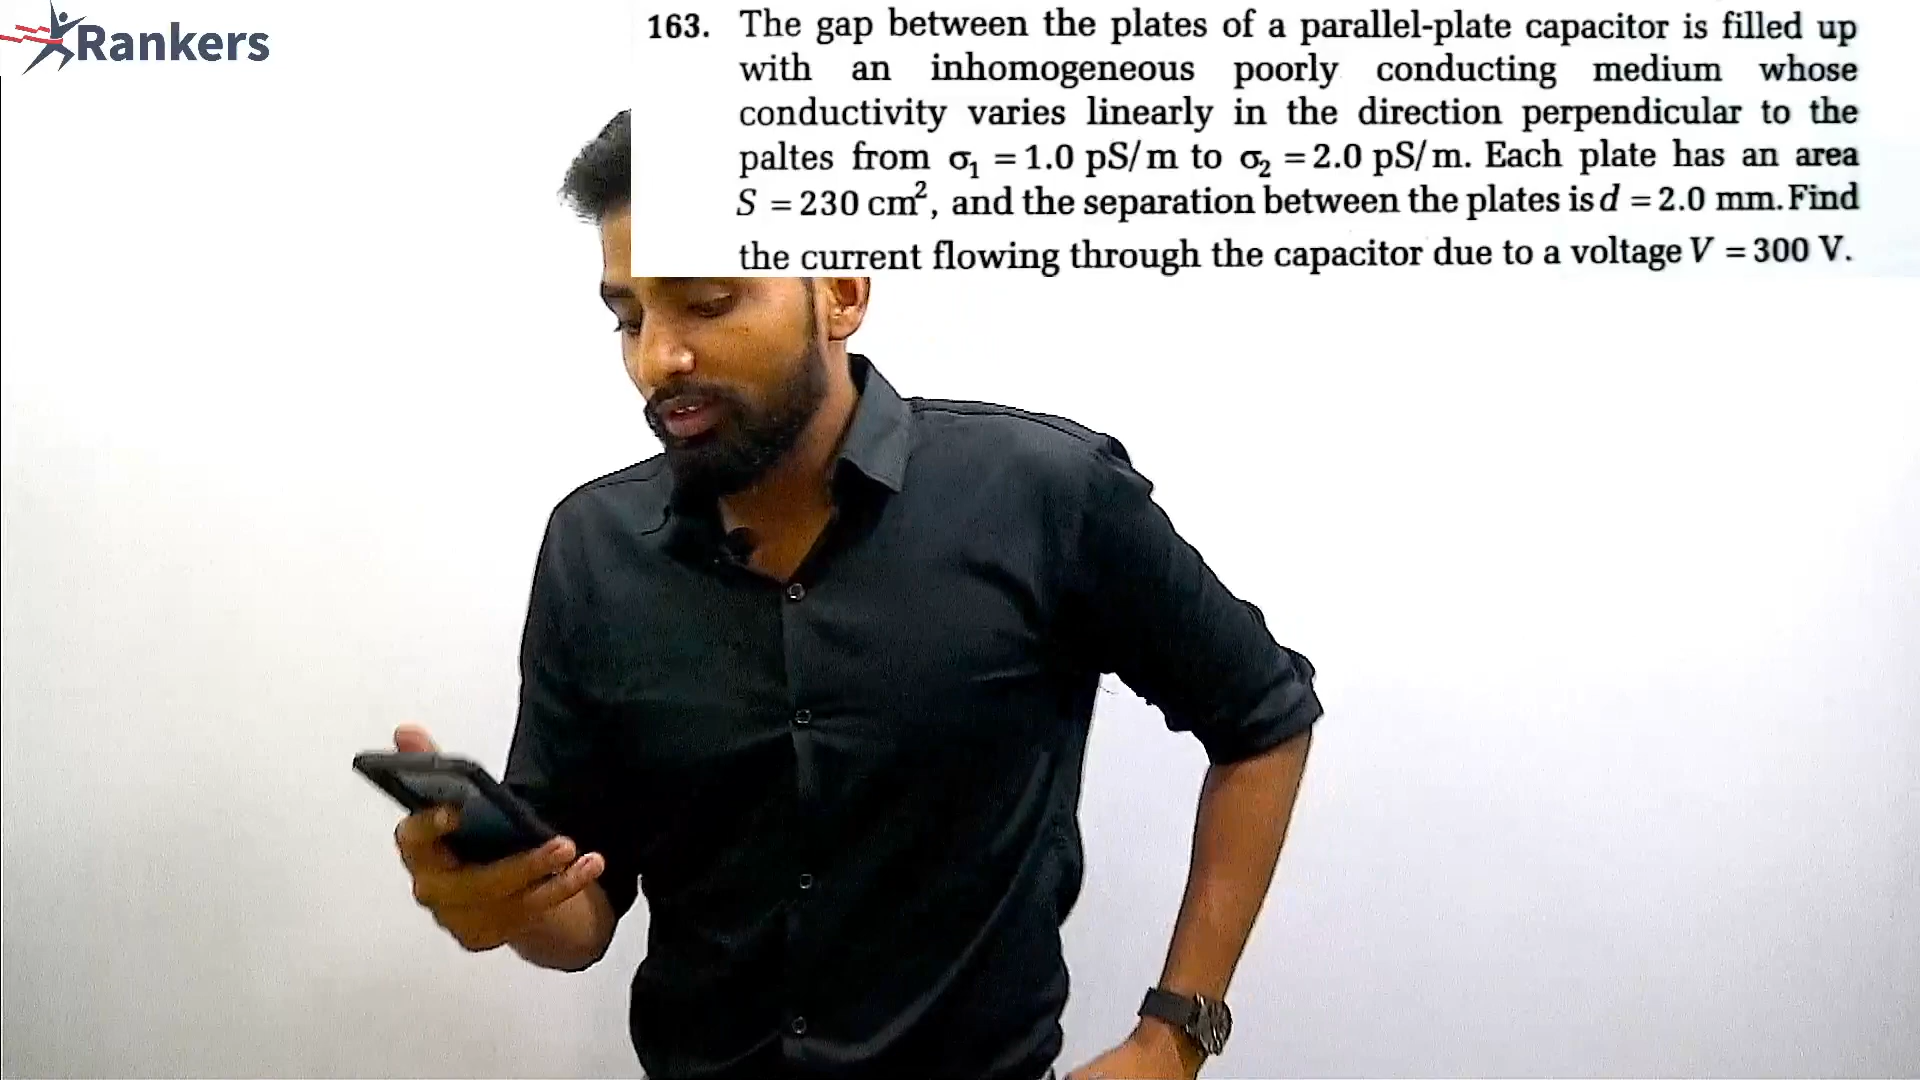 Rankers
163. The gap between the plates of a parallel-plate capacitor is filled up
with an inhomogeneous poorly conducting medium whose
conductivity varies linearly in the direction perpendicular to the
paltes from σ₁ = 1.0 pS/m to σ₂ = 2.0 pS/m. Each plate has an area
S = 230 cm², and the separation between the plates is d = 2.0 mm. Find
the current flowing through the capacitor due to a voltage V = 300 V.